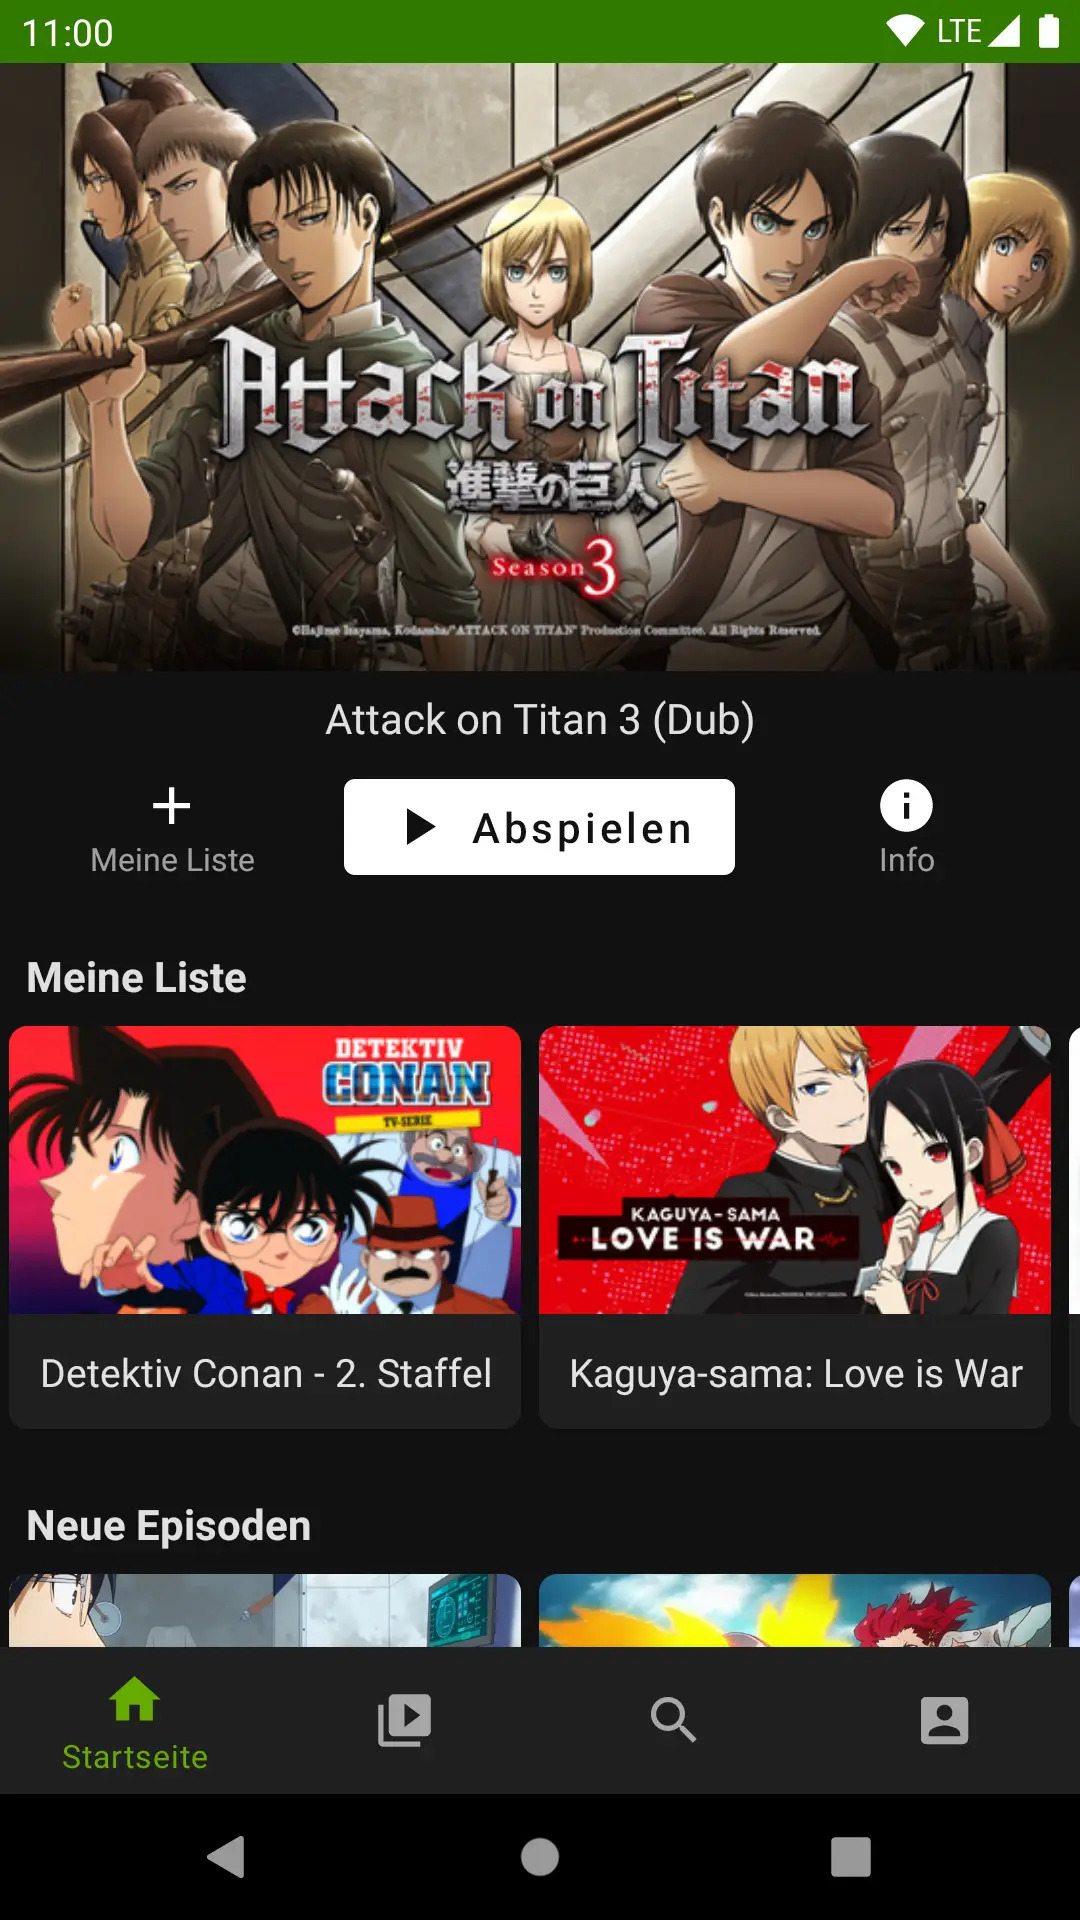 11:00
LTE
Attack on Titan
進撃の巨人
Season 3
©Hajime Isayama, Kodansha/"ATTACK ON TITAN" Production Committee. All Rights Reserved.
Attack on Titan 3 (Dub)
Meine Liste
Abspielen
Info
Meine Liste
DETEKTIV
CONAN
TV-SERIE
KAGUYA-SAMA
LOVE IS WAR
Detektiv Conan - 2. Staffel
Kaguya-sama: Love is War
Neue Episoden
Startseite